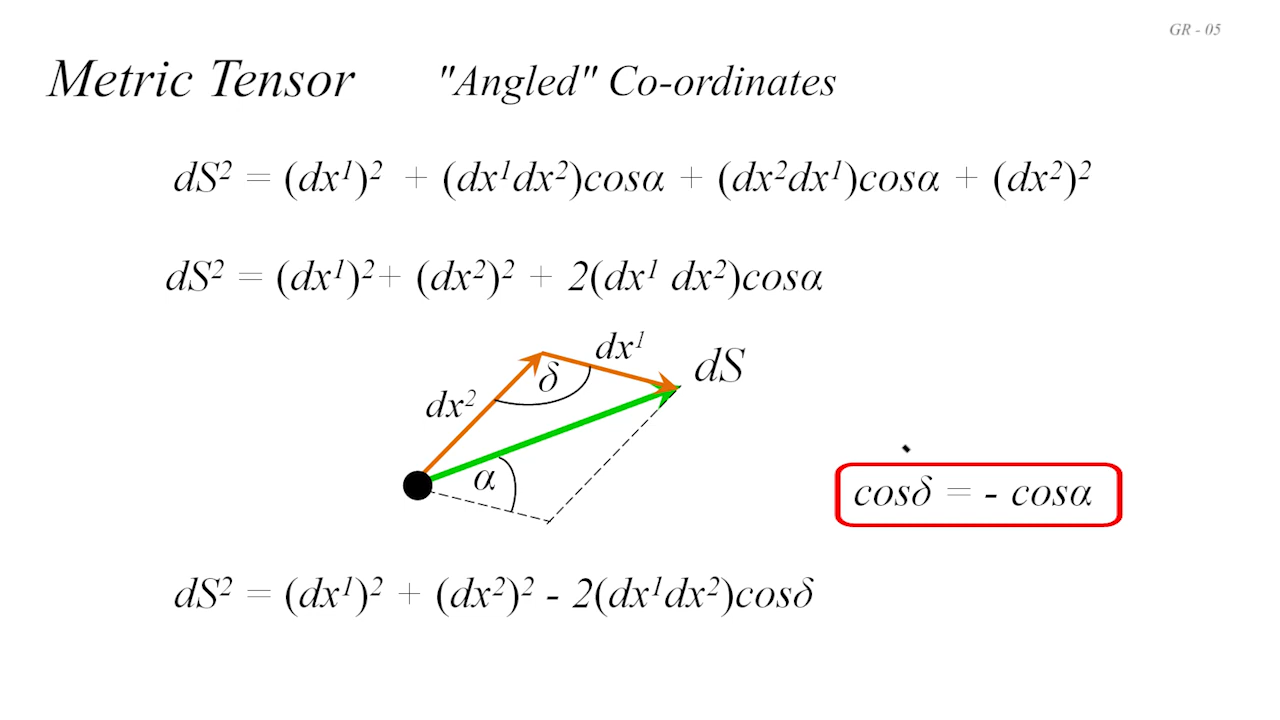 GR - 05
Metric Tensor "Angled" Co-ordinates
dS² = (dx¹)² + (dx¹dx²)cosα + (dx²dx¹)cosα + (dx²)²
dS² = (dx¹)²+ (dx²)² + 2(dx¹ dx²)cosα
dx¹
dS
δ
dx²
α
cosδ = - cosα
dS² = (dx¹)² + (dx²)² - 2(dx¹dx²)cosδ